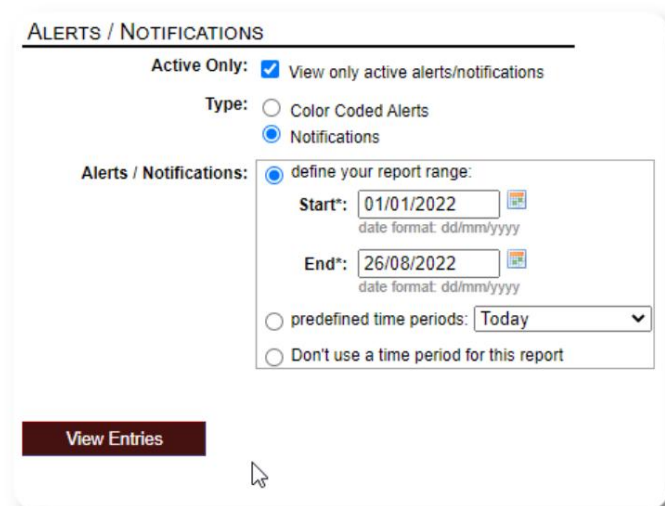 ALERTS / NOTIFICATIONS
Active Only: View only active alerts/notifications
Type: Color Coded Alerts
Notifications
Alerts / Notifications: define your report range:
Start*: 01/01/2022
date format: dd/mm/yyyy
End*: 26/08/2022
date format: dd/mm/yyyy
predefined time periods: Today
Don't use a time period for this report
View Entries